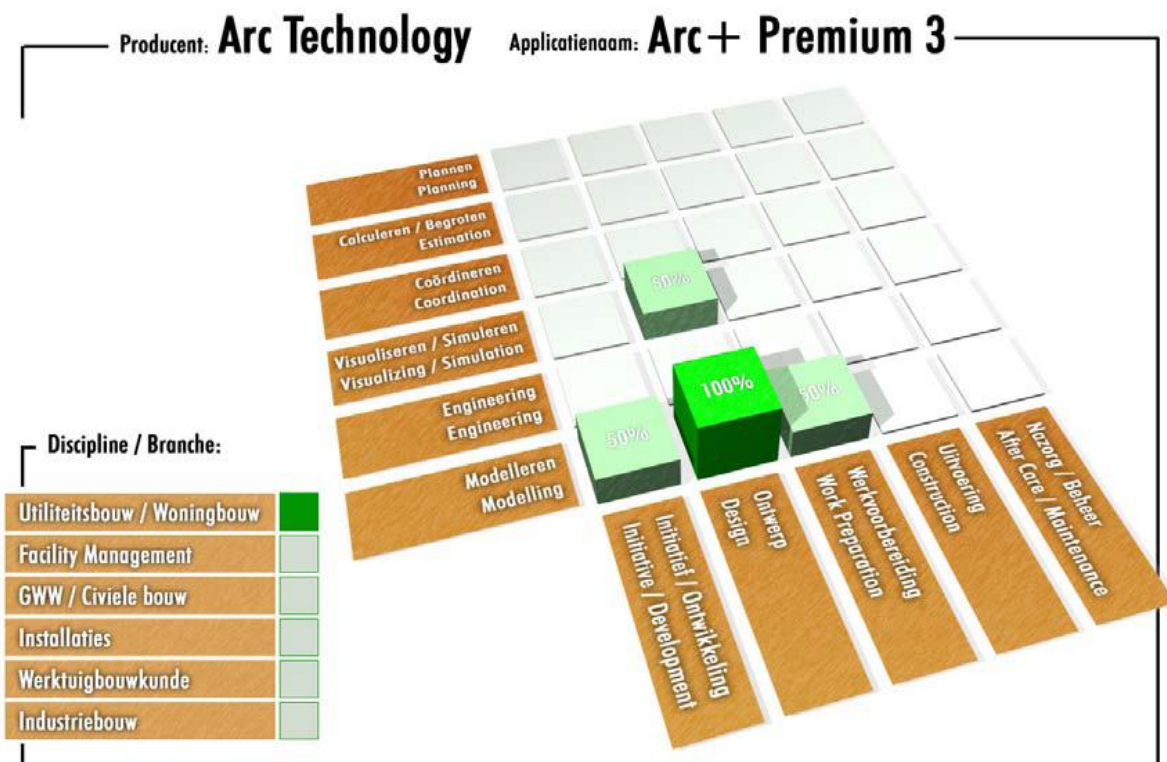 Producent: Arc Technology Applicatienaam: Arc+ Premium 3
Plannen
Planning
Calculeren / Begroten
Estimation
Coördineren
Coordination
Visualiseren / Simuleren
Visualizing / Simulation
Engineering
Engineering
Modelleren
Modelling
50%
50%
100%
50%
Initiatief / Ontwikkeling
Initiative / Development
Ontwerp
Design
Werkvoorbereiding
Work Preparation
Uitvoering
Construction
Nazorg / Beheer
After Care / Maintenance
Discipline / Branche:
Utiliteitsbouw / Woningbouw
Facility Management
GWW / Civiele bouw
Installaties
Werktuigbouwkunde
Industriebouw